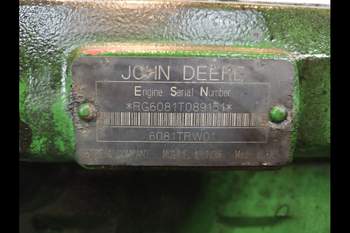 JOHN DEERE
Engine Serial Number
*RG6081T089151*
6081TRW01